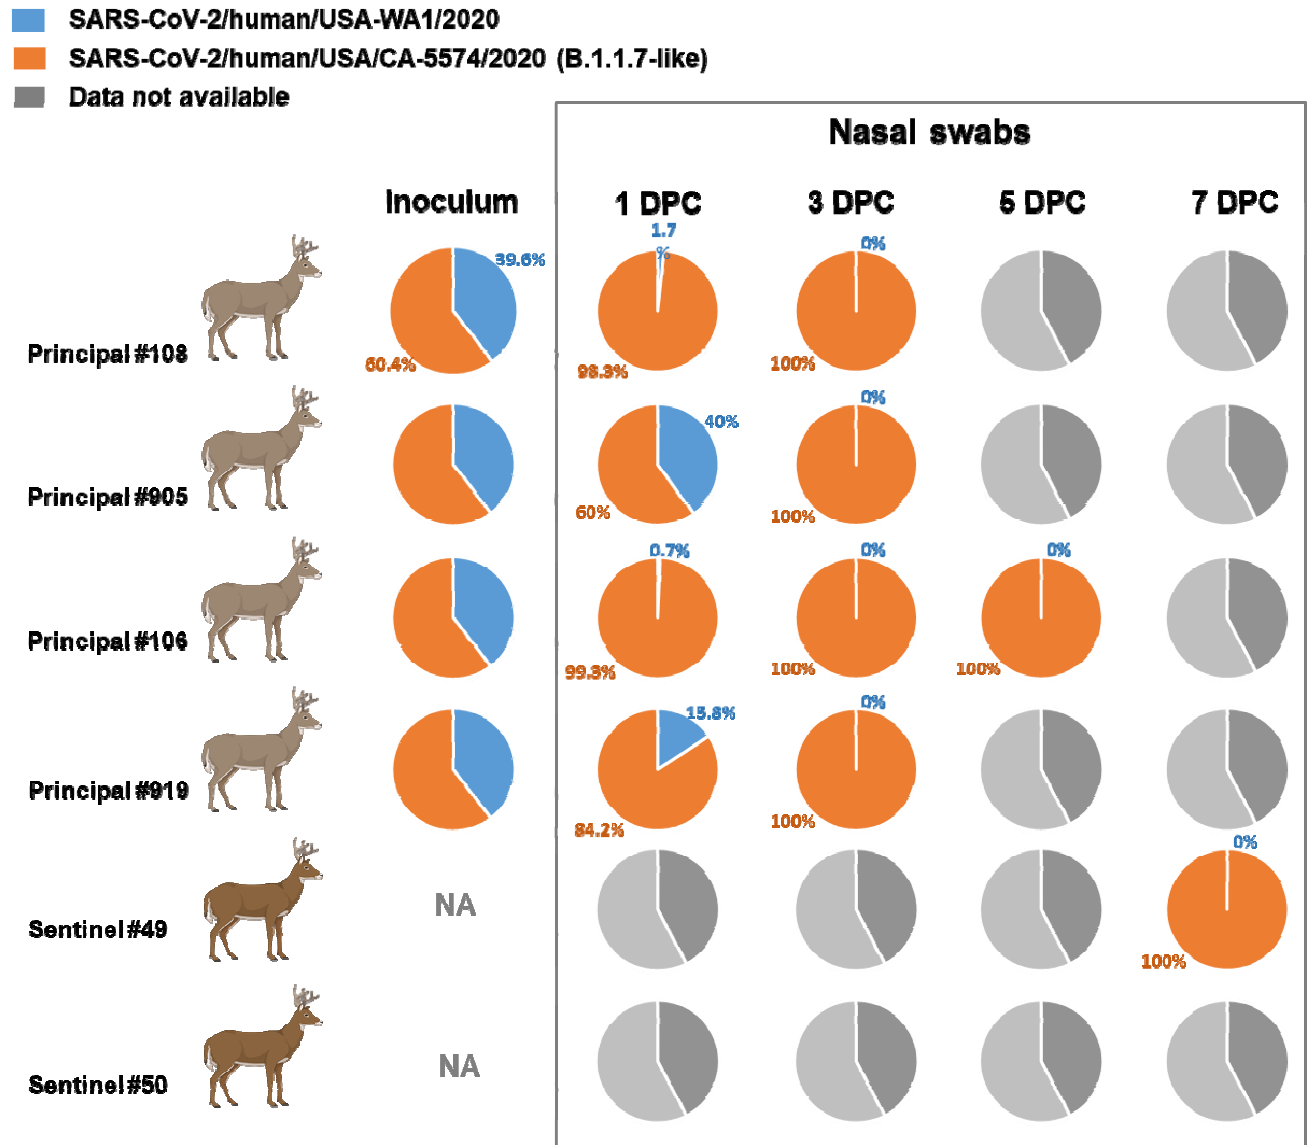 SARS-CoV-2/human/USA-WA1/2020
SARS-CoV-2/human/USA/CA-5574/2020 (B.1.1.7-like)
Data not available
Nasal swabs
Inoculum 1 DPC 3 DPC 5 DPC 7 DPC
1.7
%
0%
39.6%
Principal #108
60.4%
98.3%
100%
0%
40%
Principal #905
60%
100%
0.7% 0% 0%
Principal #106
99.3% 100% 100%
0%
15.8%
Principal #919
84.2%
100%
0%
NA
Sentinel #49
100%
NA
Sentinel #50